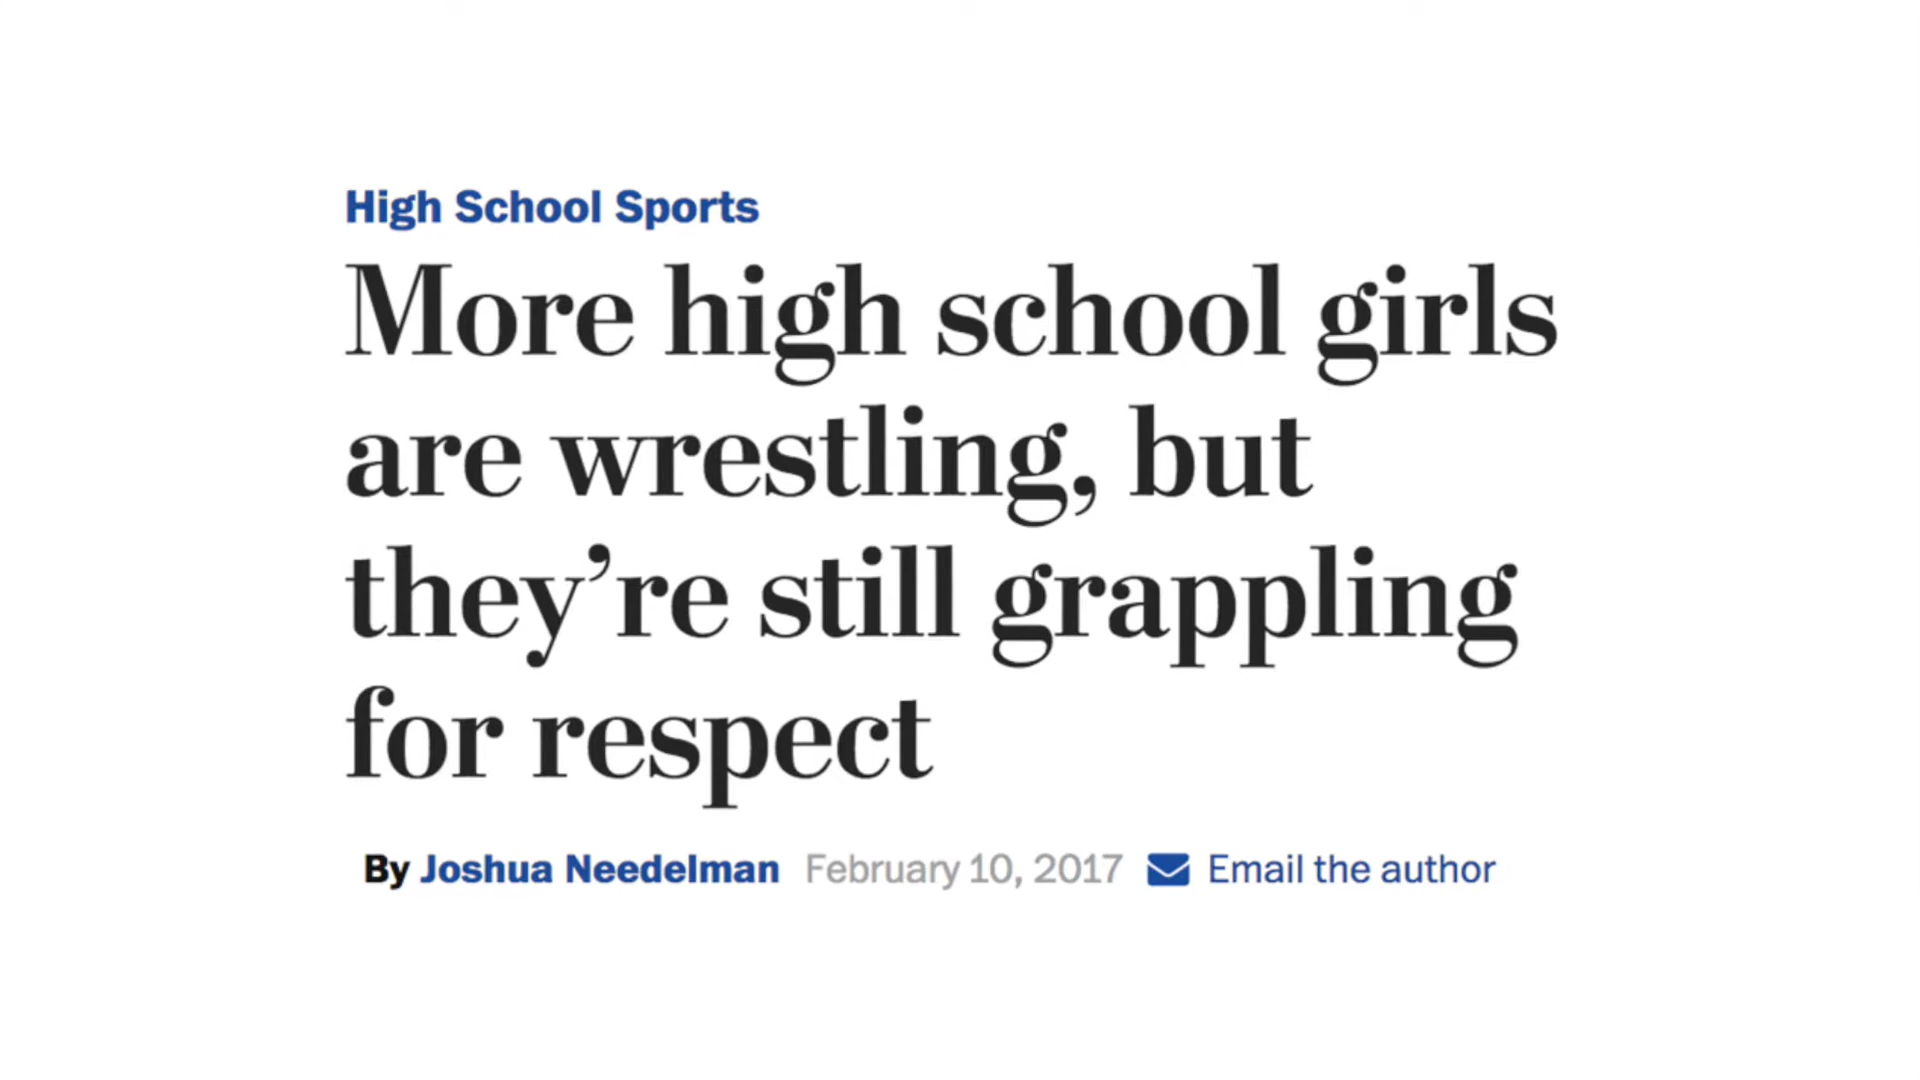 High School Sports
More high school girls
are wrestling, but
they’re still grappling
for respect
By Joshua Needelman February 10, 2017 Email the author